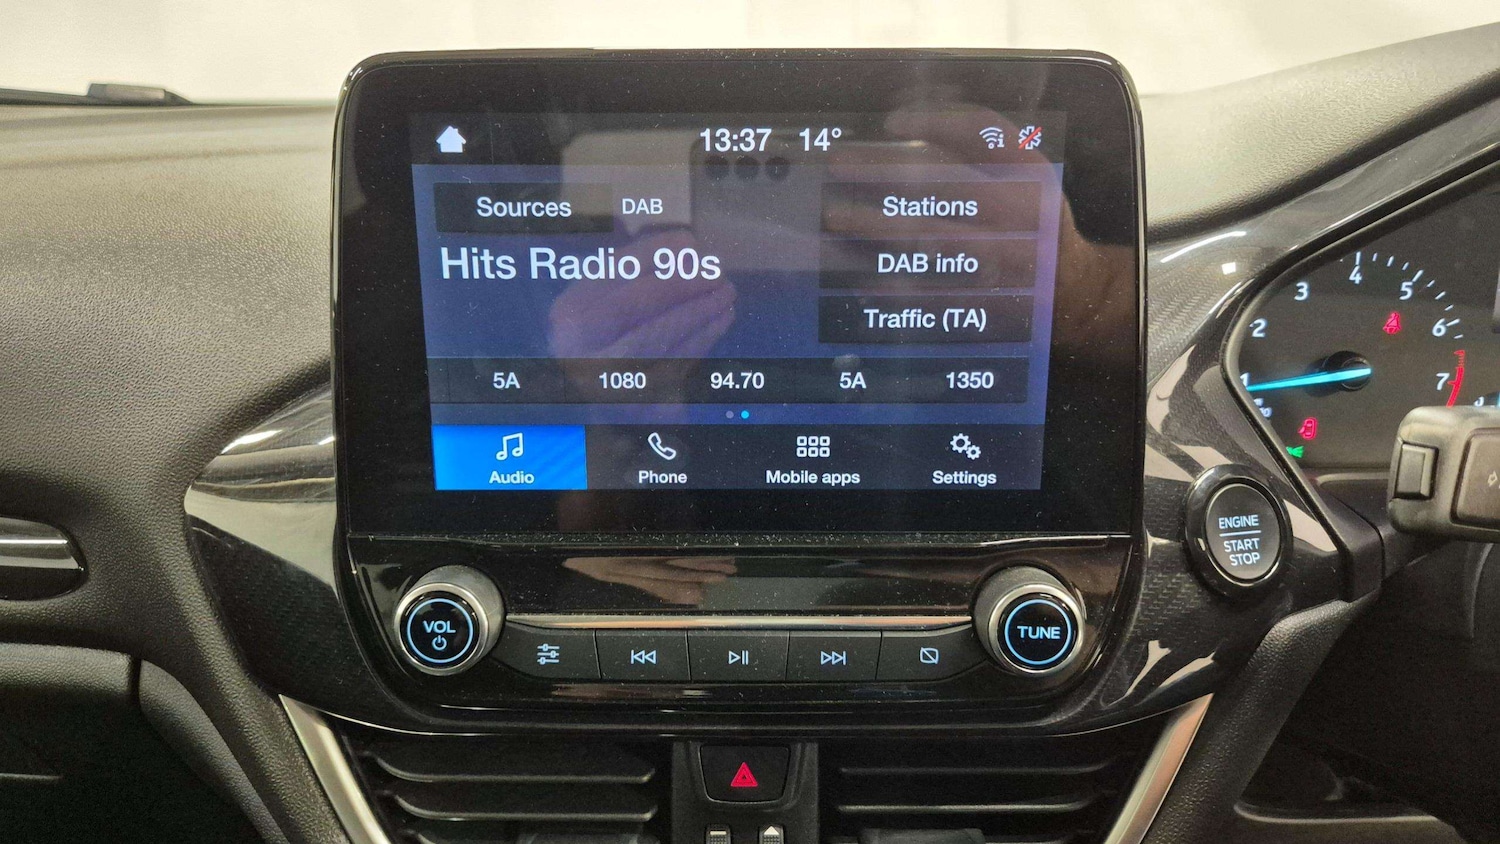 13:37 14°
Sources DAB Stations
Hits Radio 90s DAB info
Traffic (TA)
5A 1080 94.70 5A 1350
Audio Phone Mobile apps Settings
VOL TUNE
1 2 3 4 5 6 7
ENGINE
START
STOP